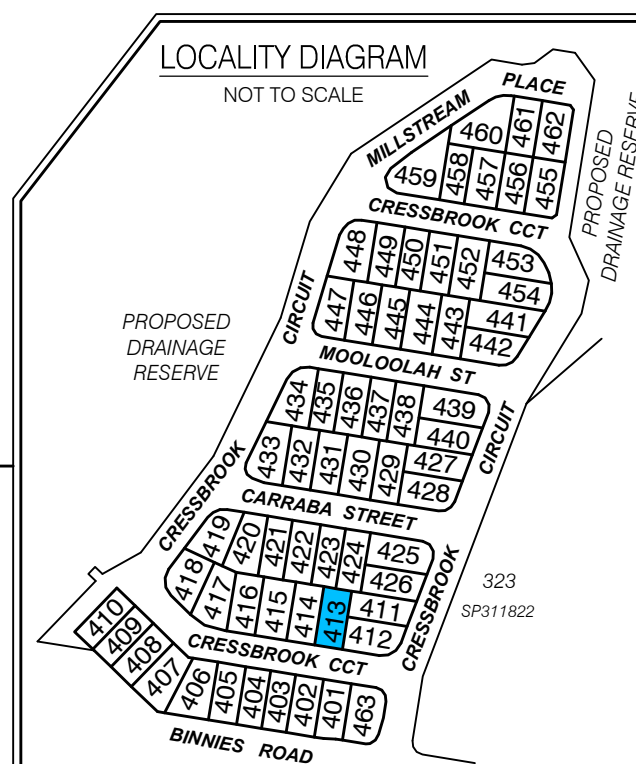 LOCALITY DIAGRAM
NOT TO SCALE
MILLSTREAM PLACE
460 461 462
459 458 457 456 455
CRESSBROOK CCT
PROPOSED
DRAINAGE RESERVE
448 449 450 451 452 453
454
447 446 445 444 443 441
442
CIRCUIT
PROPOSED
DRAINAGE
RESERVE
MOOLOOLAH ST
434 435 436 437 438 439
440
433 432 431 430 429 427
428
CIRCUIT
CRESSBROOK
CARRABA STREET
418 419 420 421 422 423 424 425
426
417 416 415 414 413 411
412
CRESSBROOK
323
SP311822
CRESSBROOK CCT
410 409 408 407 406 405 404 403 402 401 463
BINNIES ROAD